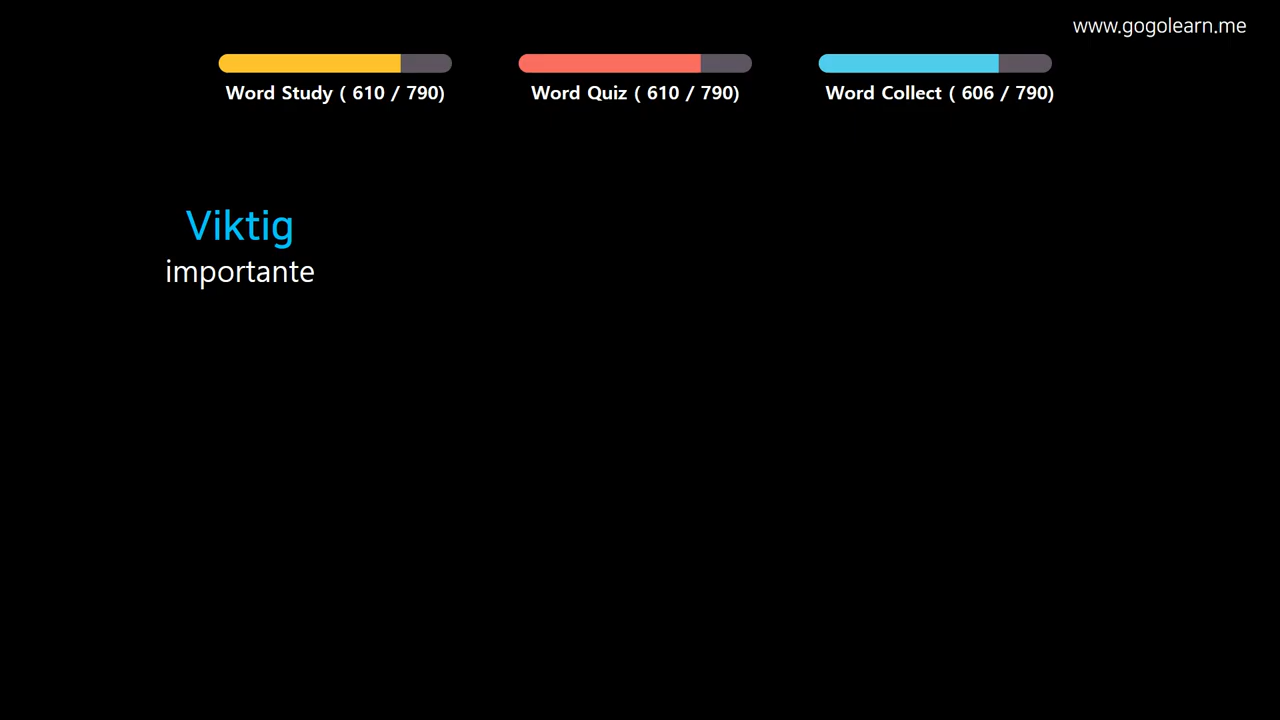 www.gogolearn.me
Word Study ( 610 / 790)
Word Quiz ( 610 / 790)
Word Collect ( 606 / 790)
Viktig
importante